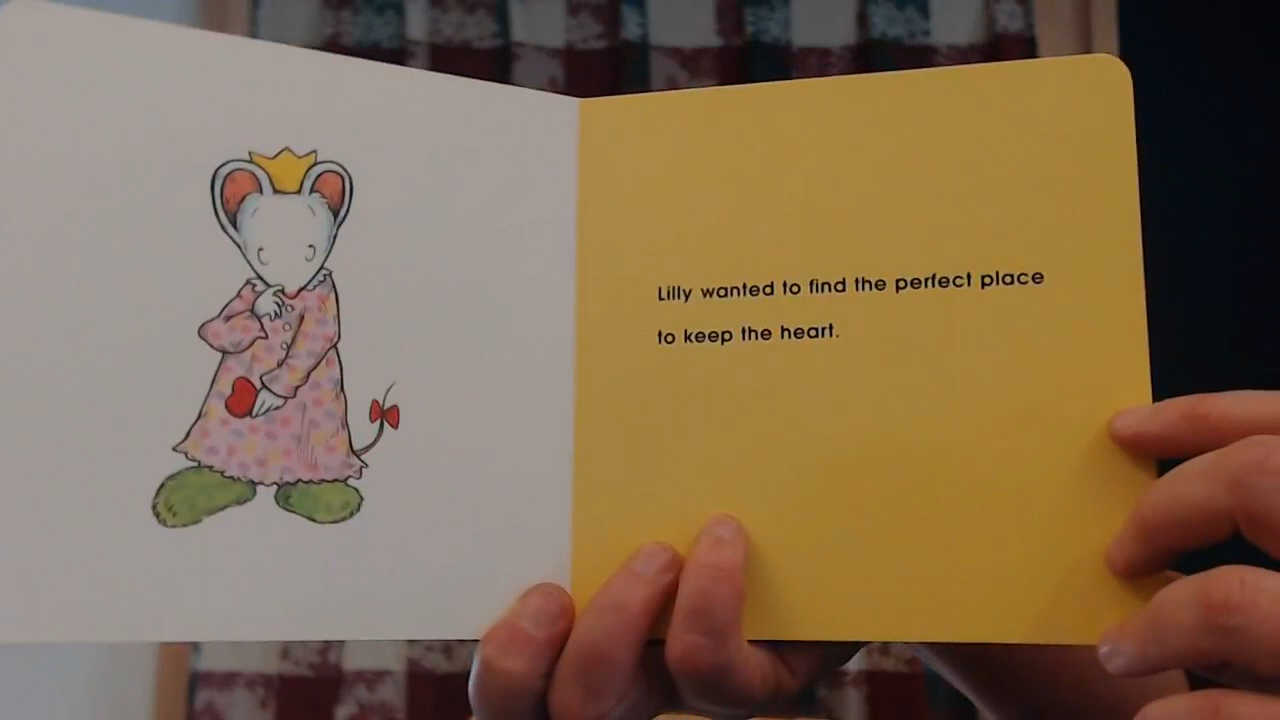 Lilly wanted to find the perfect place
to keep the heart.